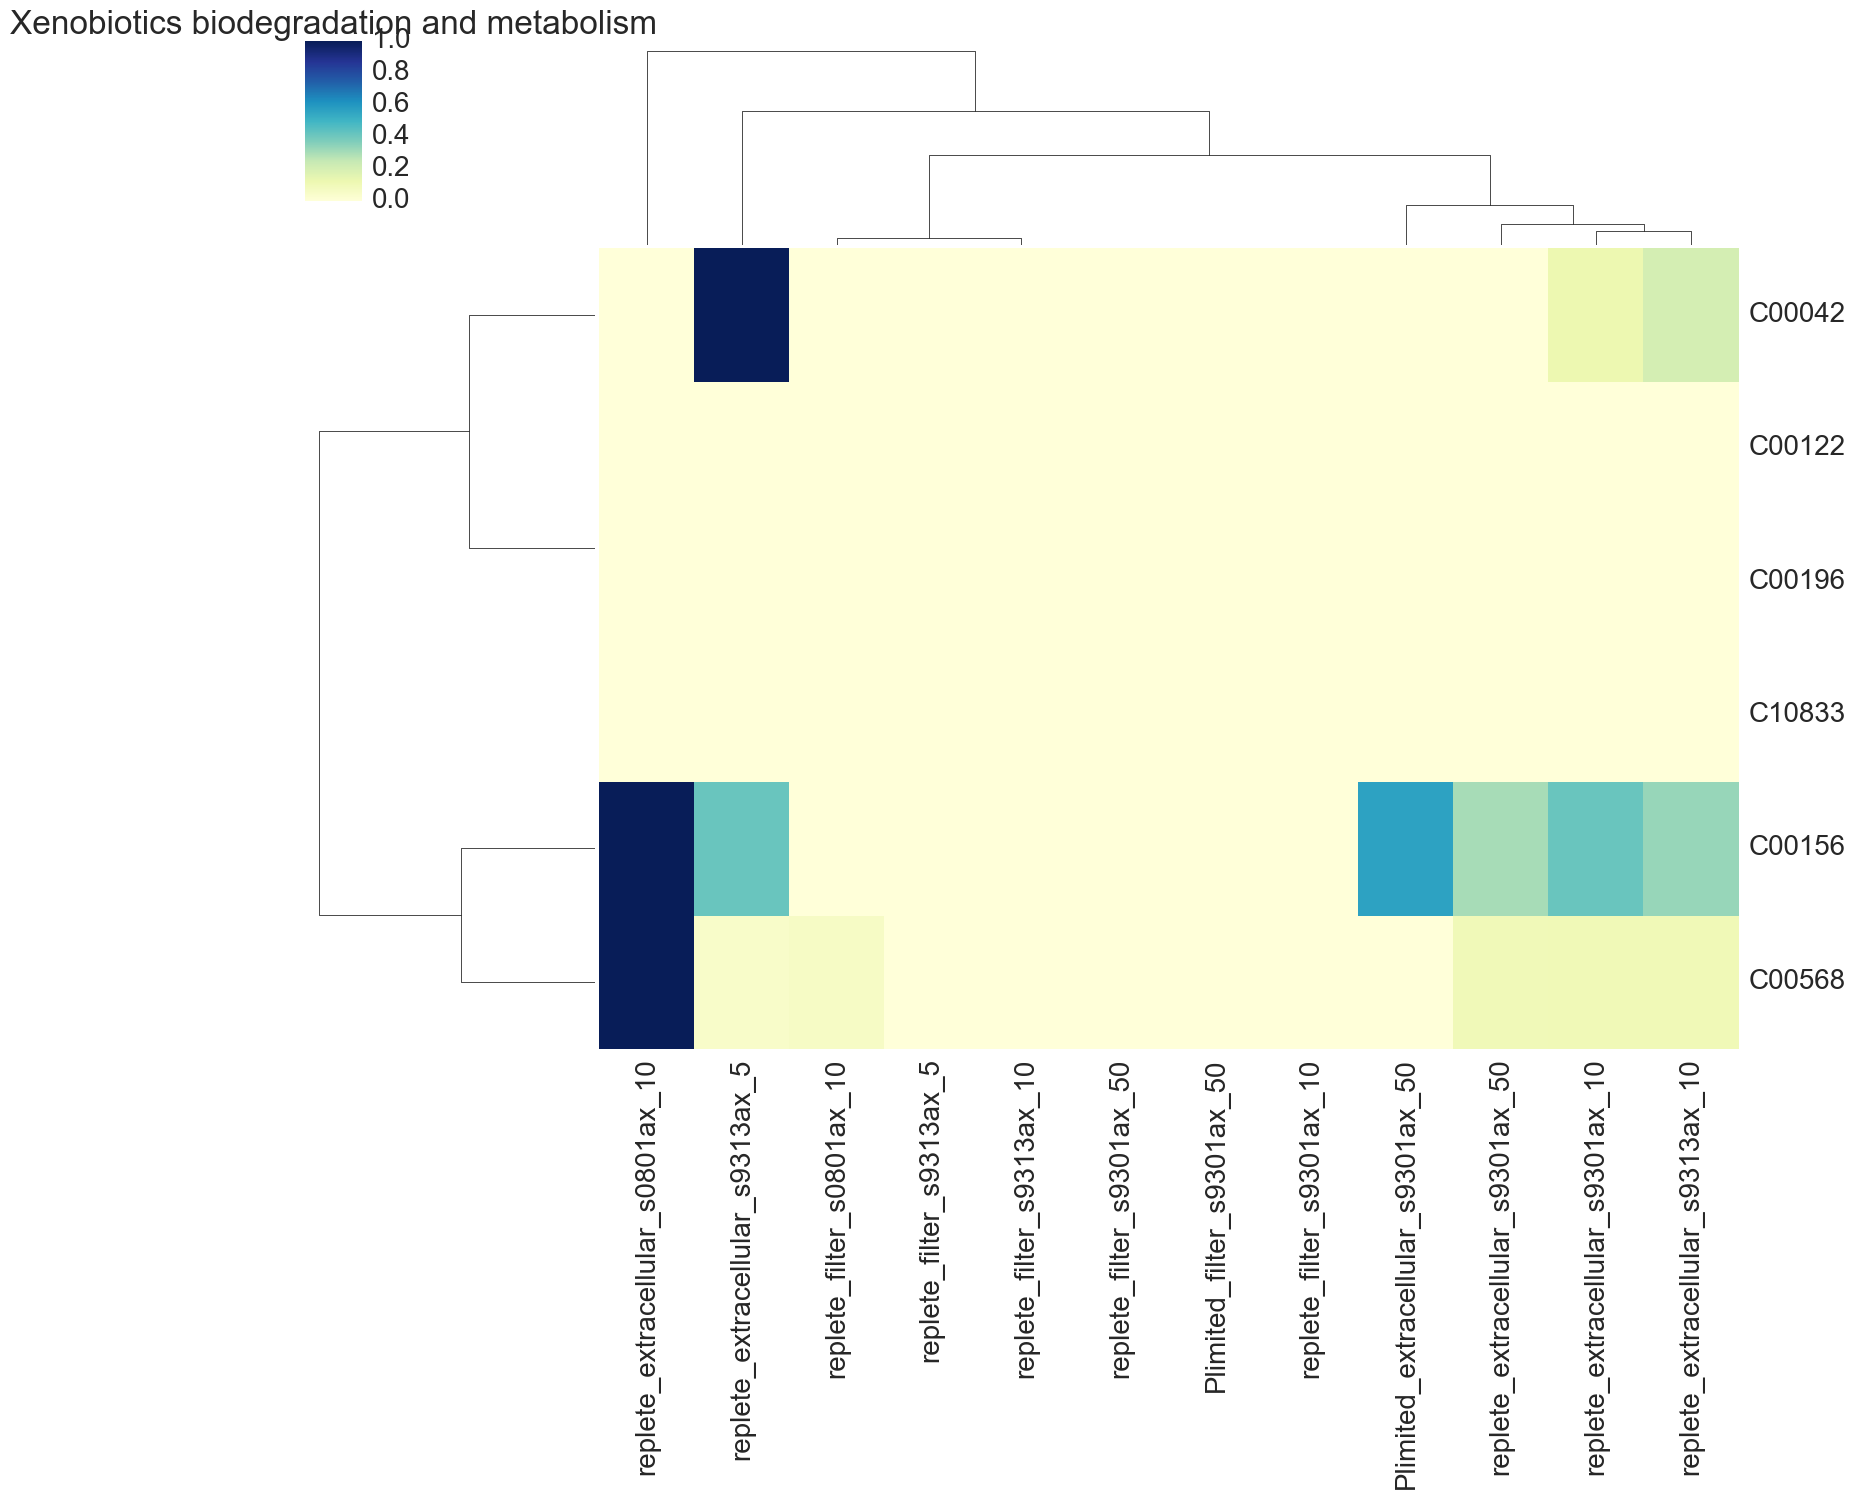 Xenobiotics biodegradation and metabolism
1.0
0.8
0.6
0.4
0.2
0.0
C00042
C00122
C00196
C10833
C00156
C00568
replete_extracellular_s0801ax_10
replete_extracellular_s9313ax_5
replete_filter_s0801ax_10
replete_filter_s9313ax_5
replete_filter_s9313ax_10
replete_filter_s9301ax_50
Plimited_filter_s9301ax_50
replete_filter_s9301ax_10
Plimited_extracellular_s9301ax_50
replete_extracellular_s9301ax_50
replete_extracellular_s9301ax_10
replete_extracellular_s9313ax_10